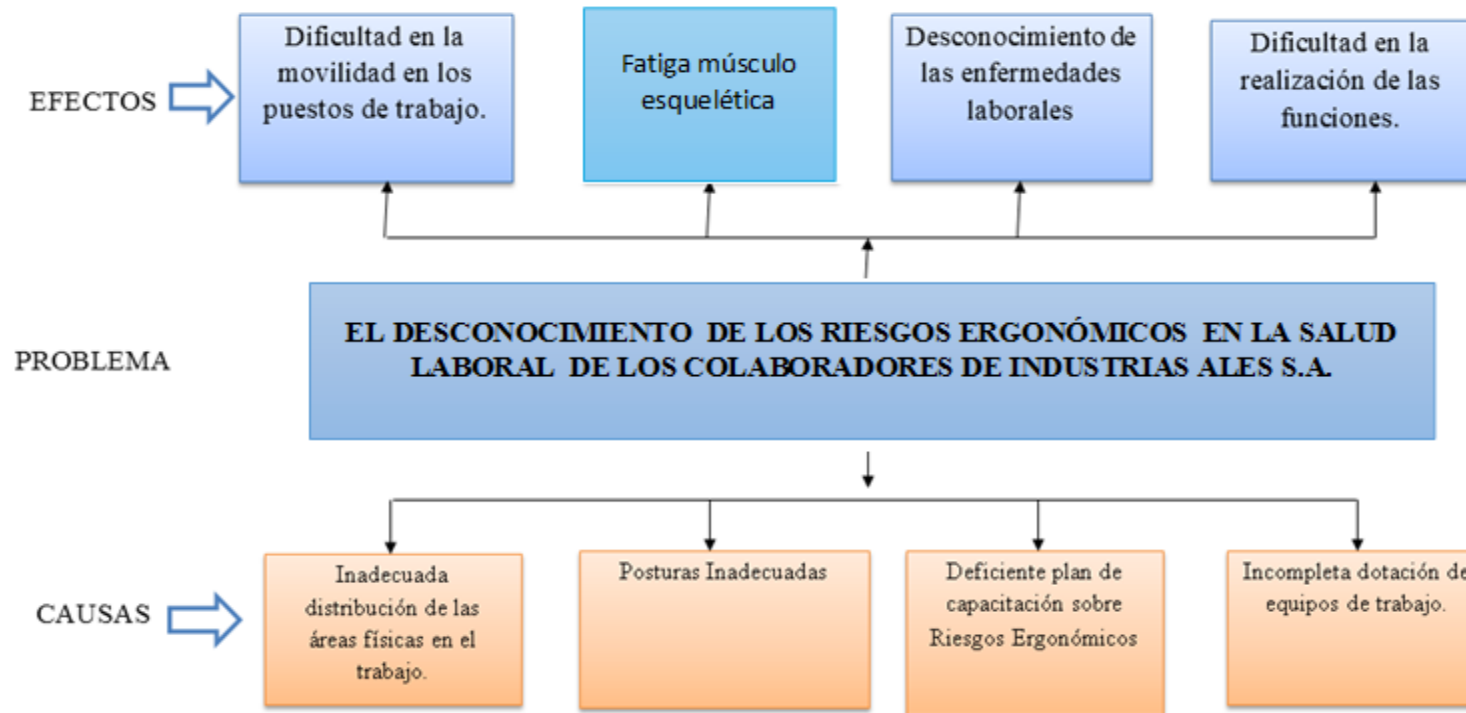 EFECTOS
Dificultad en la
movilidad en los
puestos de trabajo.
Fatiga músculo
esquelética
Desconocimiento de
las enfermedades
laborales
Dificultad en la
realización de las
funciones.
PROBLEMA
EL DESCONOCIMIENTO DE LOS RIESGOS ERGONÓMICOS EN LA SALUD
LABORAL DE LOS COLABORADORES DE INDUSTRIAS ALES S.A.
CAUSAS
Inadecuada
distribución de las
áreas físicas en el
trabajo.
Posturas Inadecuadas
Deficiente plan de
capacitación sobre
Riesgos Ergonómicos
Incompleta dotación de
equipos de trabajo.